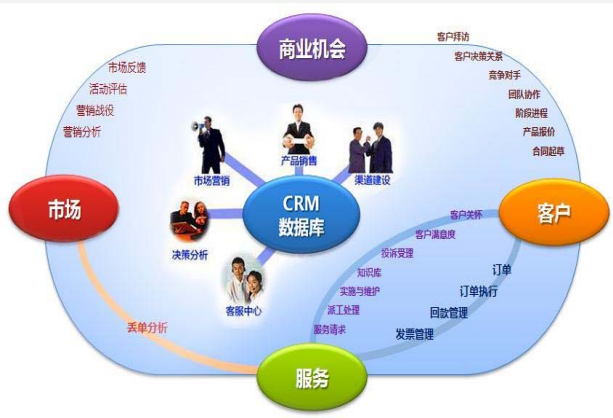 商业机会
客户拜访
客户决策关系
竞争对手
团队协作
阶段进程
产品报价
合同起草
市场反馈
活动评估
营销战役
营销分析
市场营销
产品销售
渠道建设
市场
CRM
数据库
客户
决策分析
客服中心
客户关怀
客户满意度
投诉受理
知识库
实施与维护
派工处理
服务请求
订单
订单执行
回款管理
发票管理
丢单分析
服务